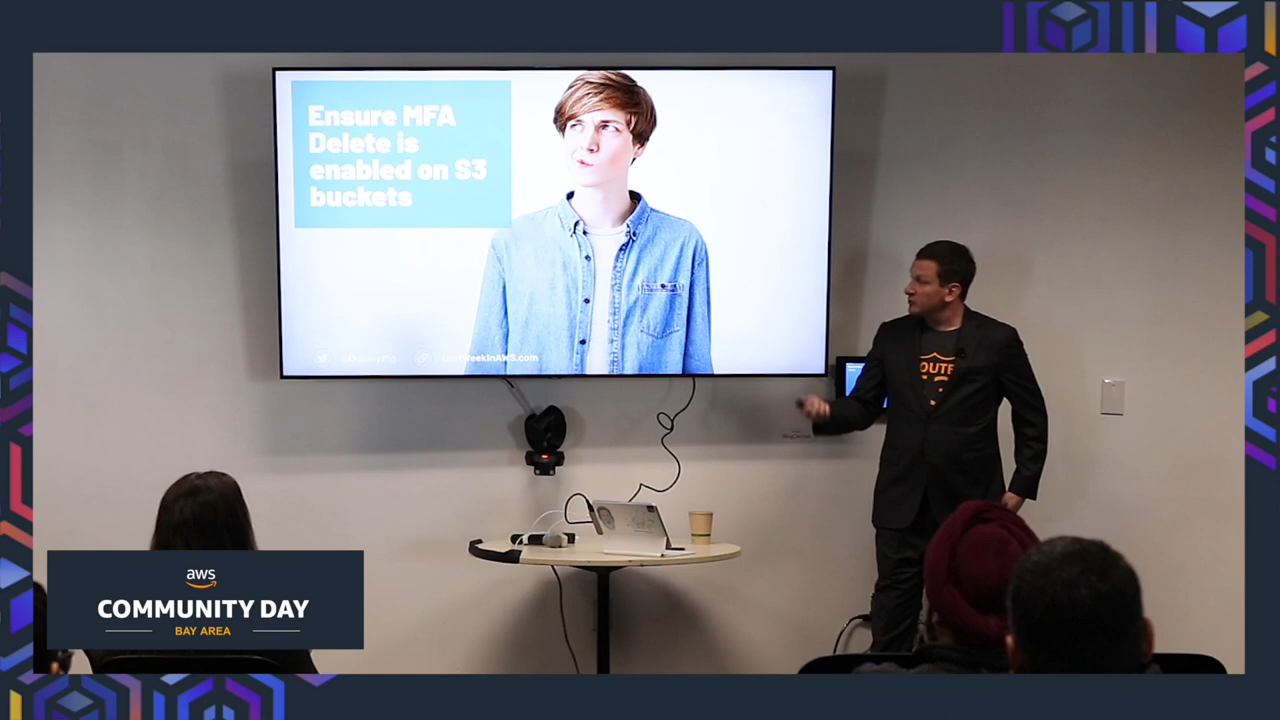 Ensure MFA
Delete is
enabled on S3
buckets
LastWeekInAWS.com
aws
COMMUNITY DAY
BAY AREA